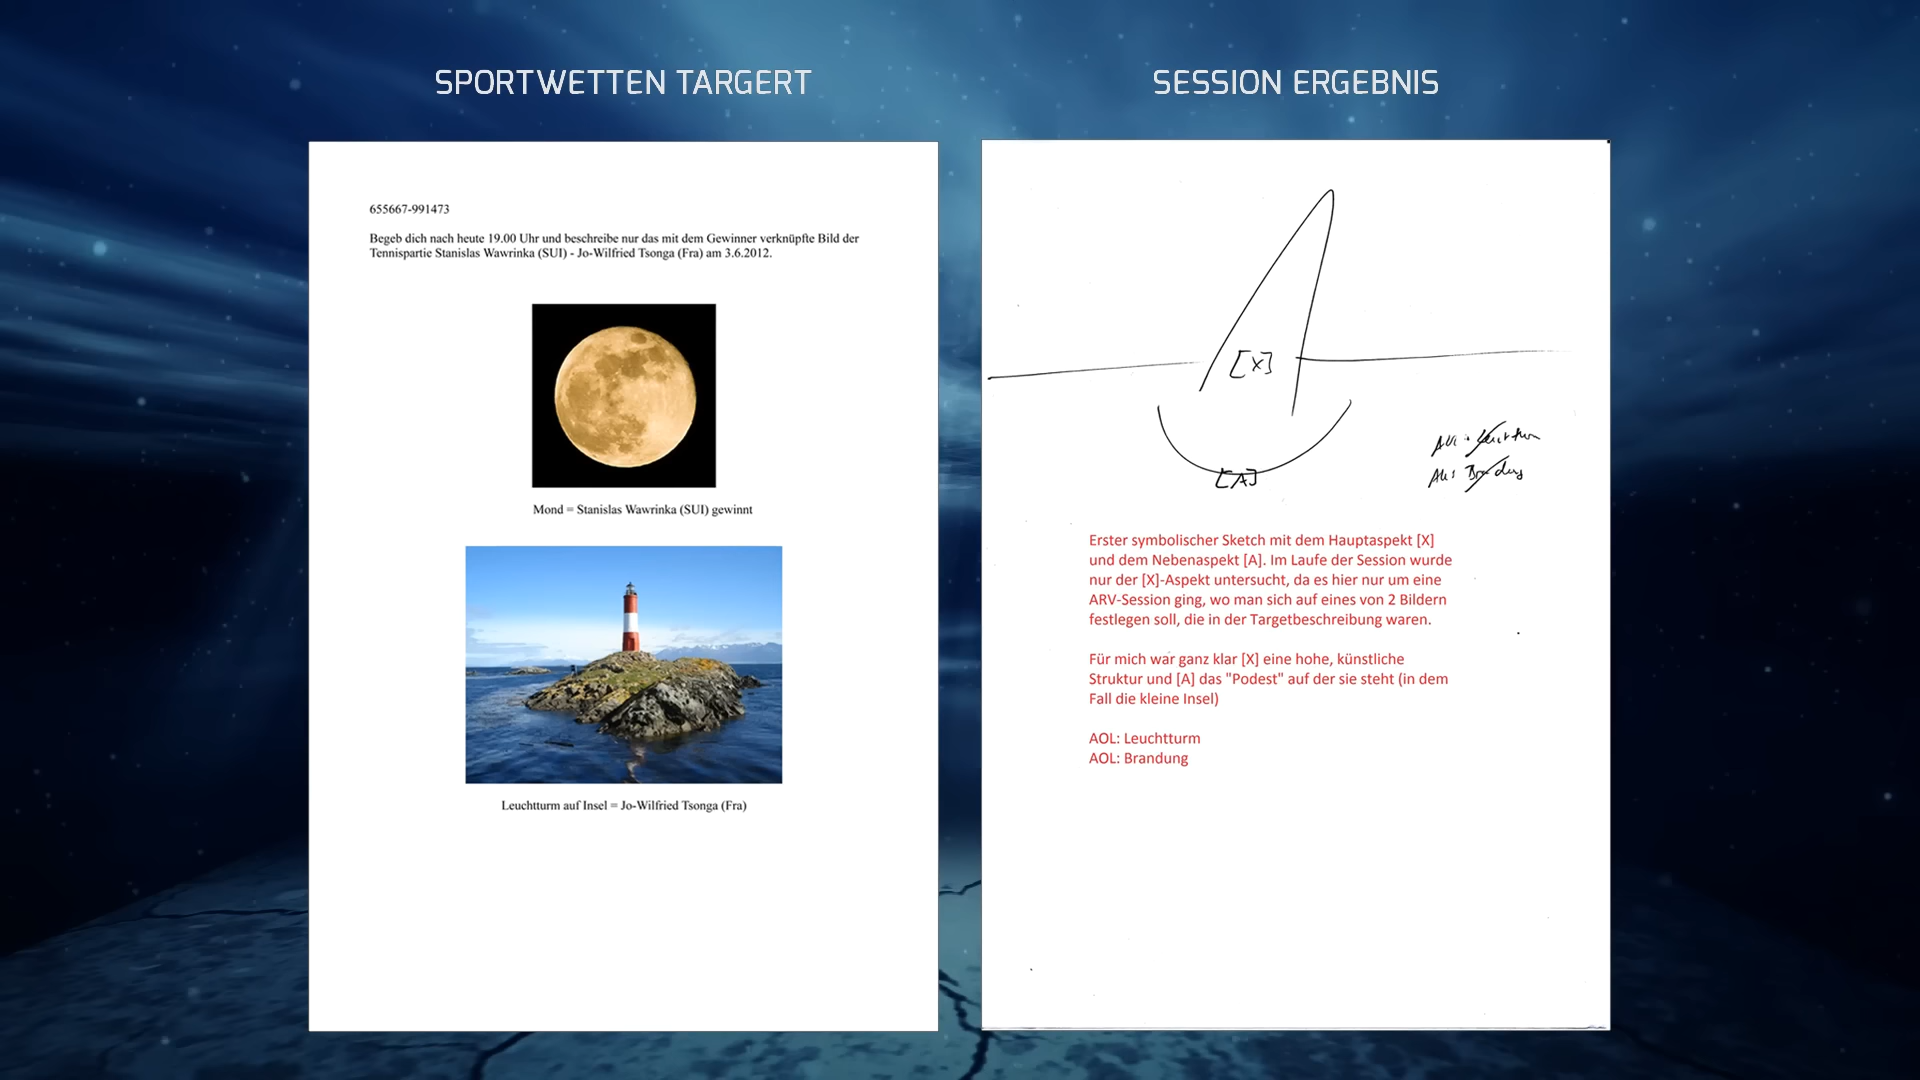 SPORTWETTEN TARGERT
655667-991473
Begeb dich nach heute 19.00 Uhr und beschreibe nur das mit dem Gewinner verknüpfte Bild der
Tennispartie Stanislas Wawrinka (SUI) - Jo-Wilfried Tsonga (Fra) am 3.6.2012.
Mond = Stanislas Wawrinka (SUI) gewinnt
Leuchtturm auf Insel = Jo-Wilfried Tsonga (Fra)
SESSION ERGEBNIS
[X]
[A]
Erster symbolischer Sketch mit dem Hauptaspekt [X]
und dem Nebenaspekt [A]. Im Laufe der Session wurde
nur der [X]-Aspekt untersucht, da es hier nur um eine
ARV-Session ging, wo man sich auf eines von 2 Bildern
festlegen soll, die in der Targetbeschreibung waren.
Für mich war ganz klar [X] eine hohe, künstliche
Struktur und [A] das "Podest" auf der sie steht (in dem
Fall die kleine Insel)
AOL: Leuchtturm
AOL: Brandung